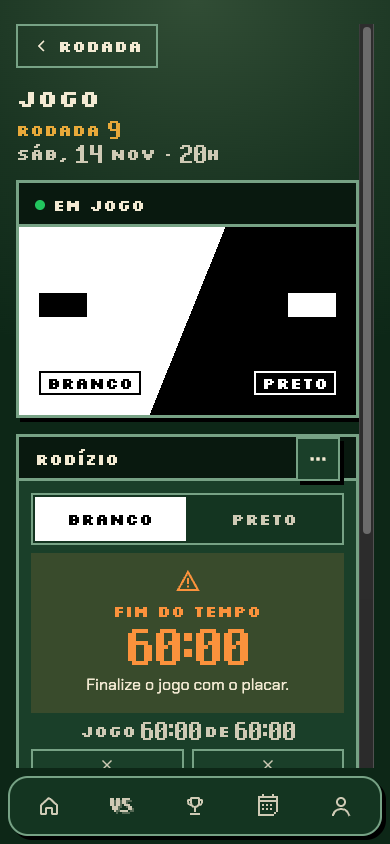 RODADA
JOGO
RODADA 9
SÁB, 14 NOV · 20H
EM JOGO
BRANCO
PRETO
RODÍZIO
...
BRANCO
PRETO
FIM DO TEMPO
60:00
Finalize o jogo com o placar.
JOGO 60:00 DE 60:00
VS